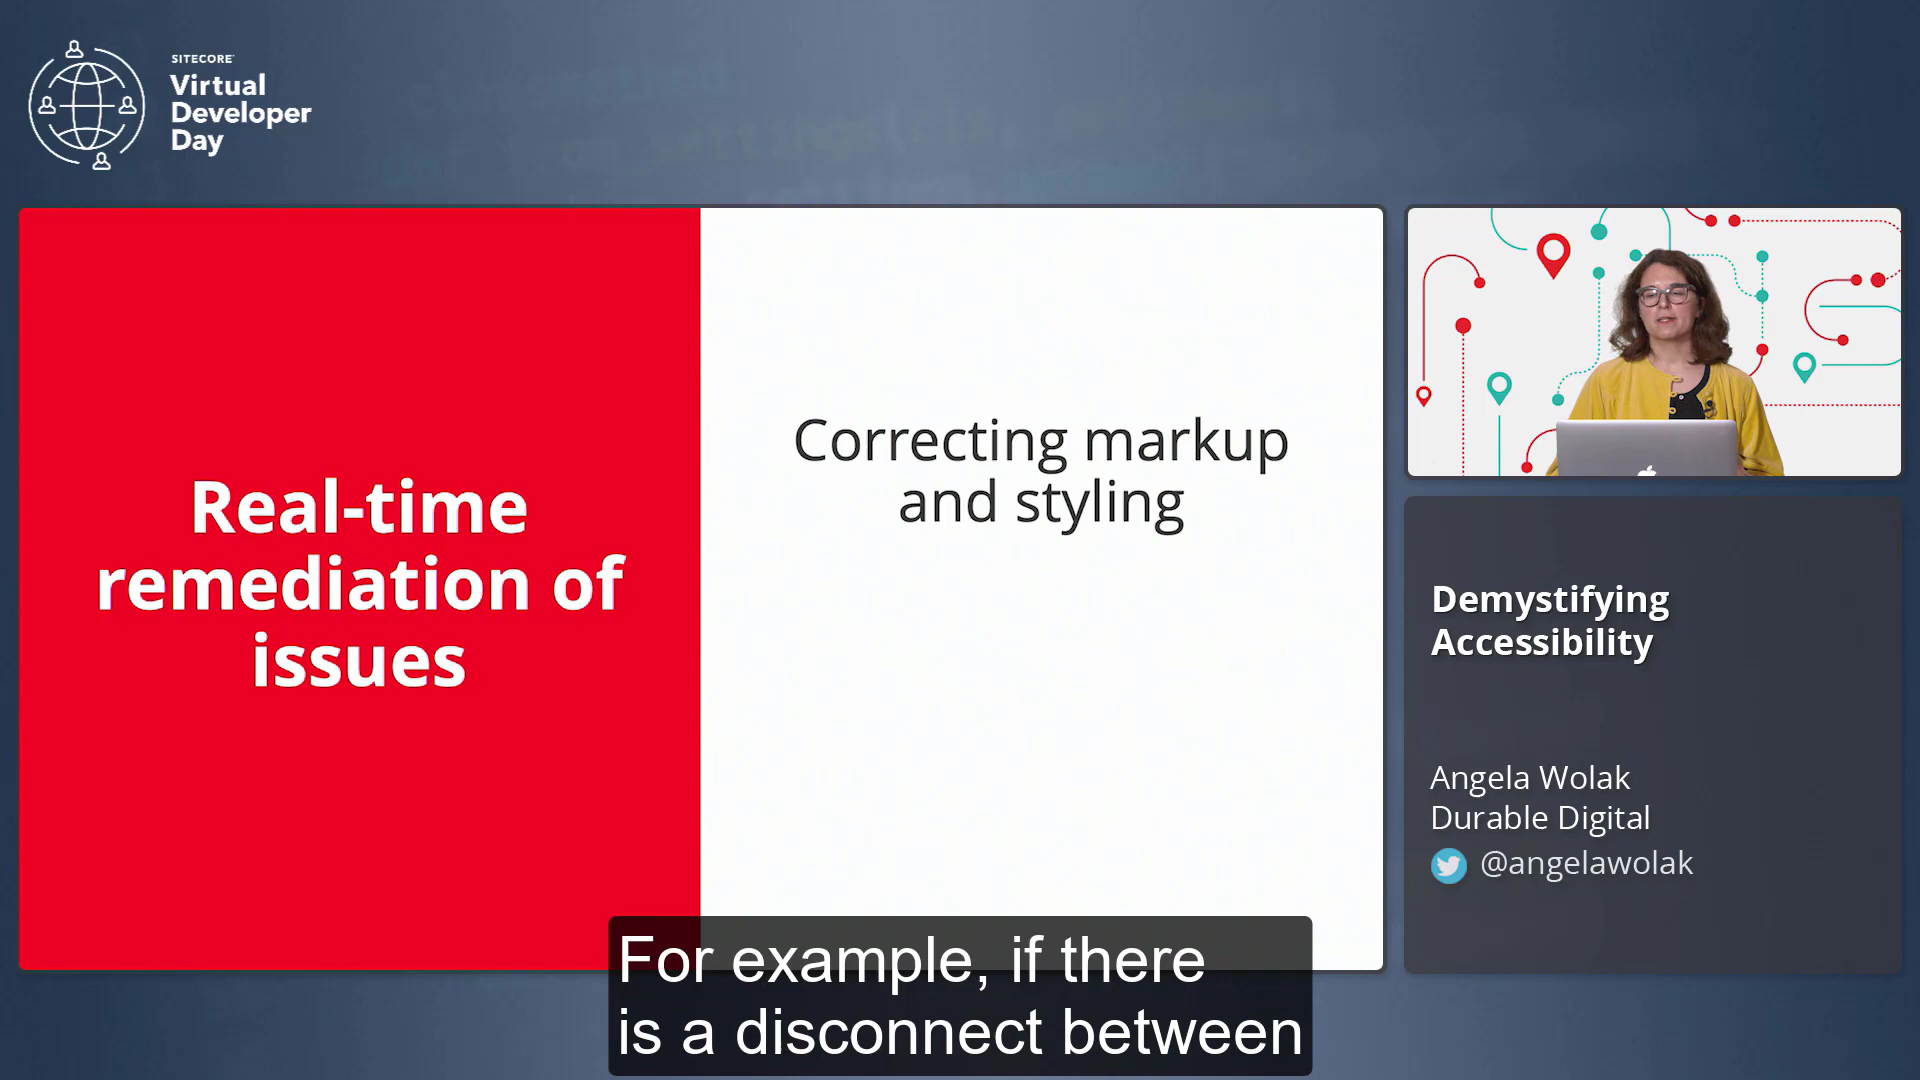 SITECORE
Virtual
Developer
Day
Real-time
remediation of
issues
Correcting markup
and styling
Demystifying
Accessibility
Angela Wolak
Durable Digital
@angelawolak
For example, if there
is a disconnect between